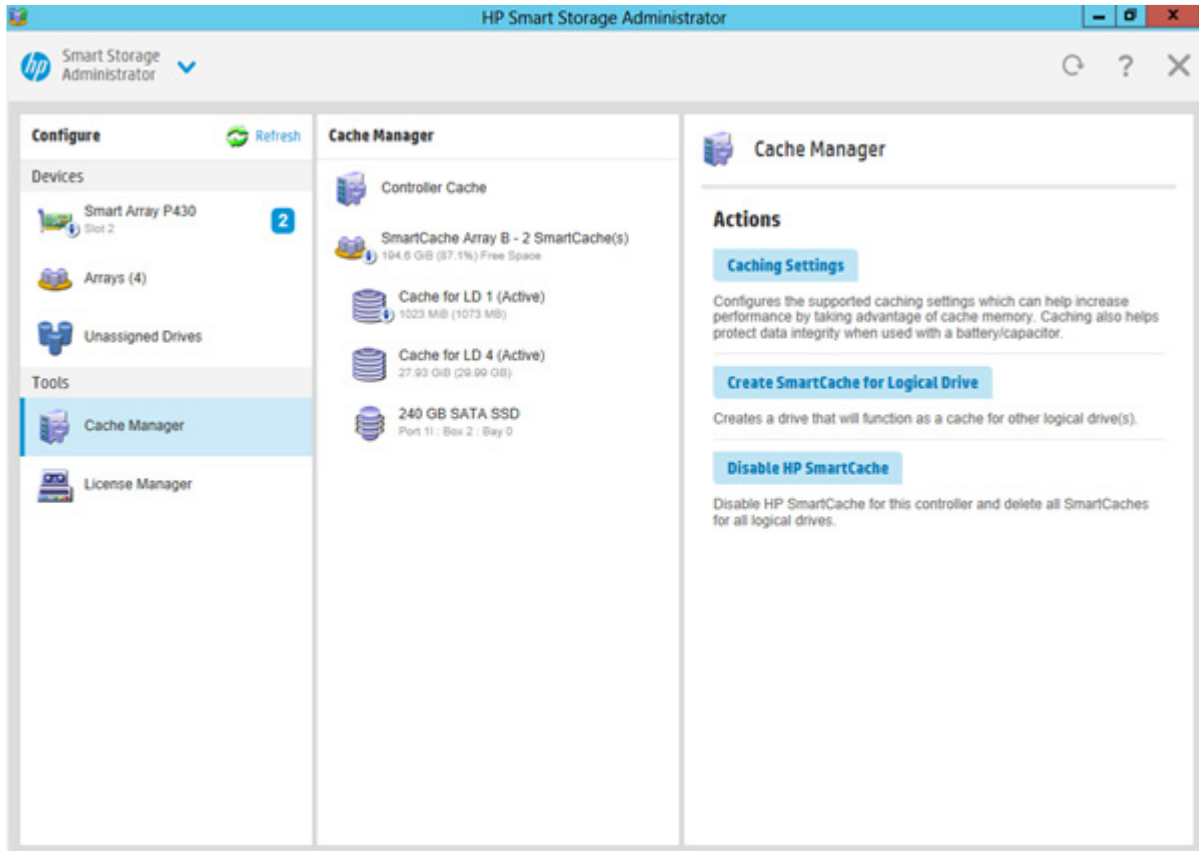 HP Smart Storage Administrator
hp
Smart Storage
Administrator
?
Configure
Refresh
Devices
Smart Array P430
Slot 2
2
Arrays (4)
Unassigned Drives
Tools
Cache Manager
License Manager
Cache Manager
Controller Cache
SmartCache Array B - 2 SmartCache(s)
194.6 GiB (87.1%) Free Space
Cache for LD 1 (Active)
1023 MiB (1073 MB)
Cache for LD 4 (Active)
27.93 GiB (29.99 GB)
240 GB SATA SSD
Port 1I : Box 2 : Bay 0
Cache Manager
Actions
Caching Settings
Configures the supported caching settings which can help increase
performance by taking advantage of cache memory. Caching also helps
protect data integrity when used with a battery/capacitor.
Create SmartCache for Logical Drive
Creates a drive that will function as a cache for other logical drive(s).
Disable HP SmartCache
Disable HP SmartCache for this controller and delete all SmartCaches
for all logical drives.